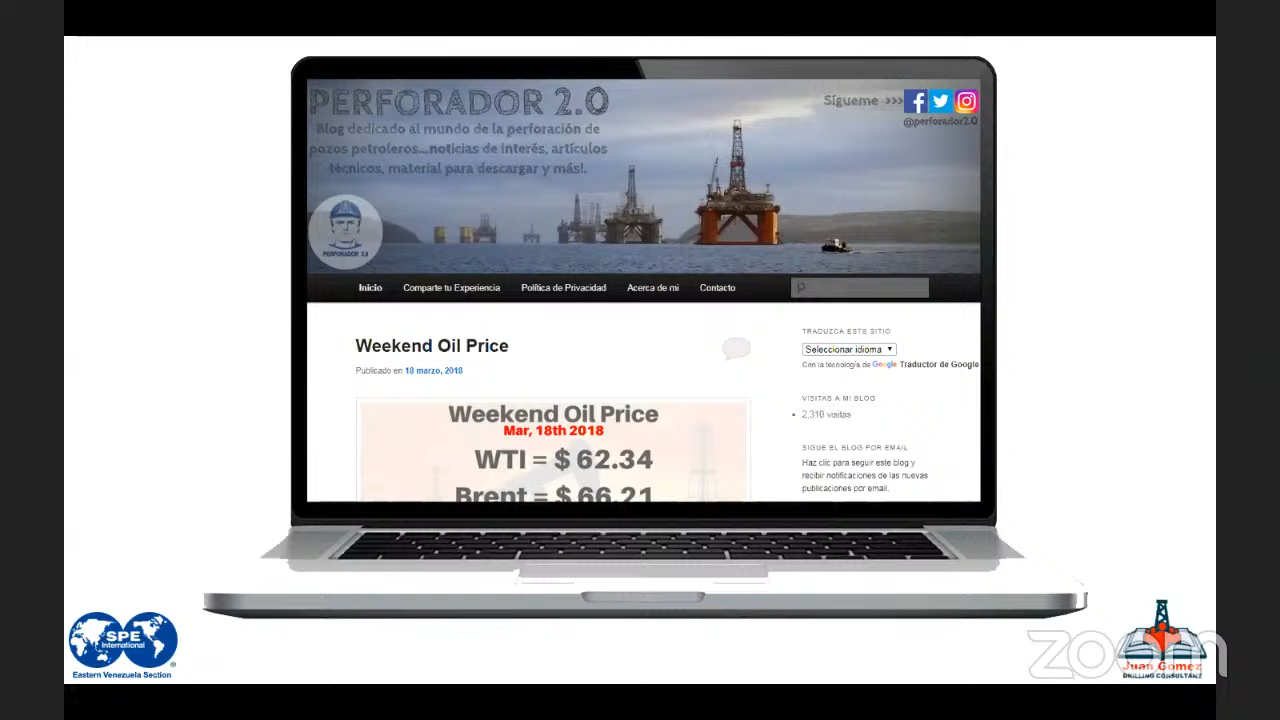 PERFORADOR 2.0
Blog dedicado al mundo de la perforación de
pozos petroleros...noticias de interés, artículos
técnicos, material para descargar y más!.
Sígueme >>>
@perforador2.0
PERFORADOR 2.0
Inicio Comparte tu Experiencia Política de Privacidad Acerca de mi Contacto
Weekend Oil Price
Publicado en 18 marzo, 2018
Weekend Oil Price
Mar, 18th 2018
WTI = $ 62.34
Brent = $ 66.21
TRADUZCA ESTE SITIO
Seleccionar idioma ▼
Con la tecnología de Google Traductor de Google
VISITAS A MI BLOG
2.310 visitas
SIGUE EL BLOG POR EMAIL
Haz clic para seguir este blog y
recibir notificaciones de las nuevas
publicaciones por email.
SPE
International
®
Eastern Venezuela Section
zoom
Juan Gomez
DRILLING CONSULTANT